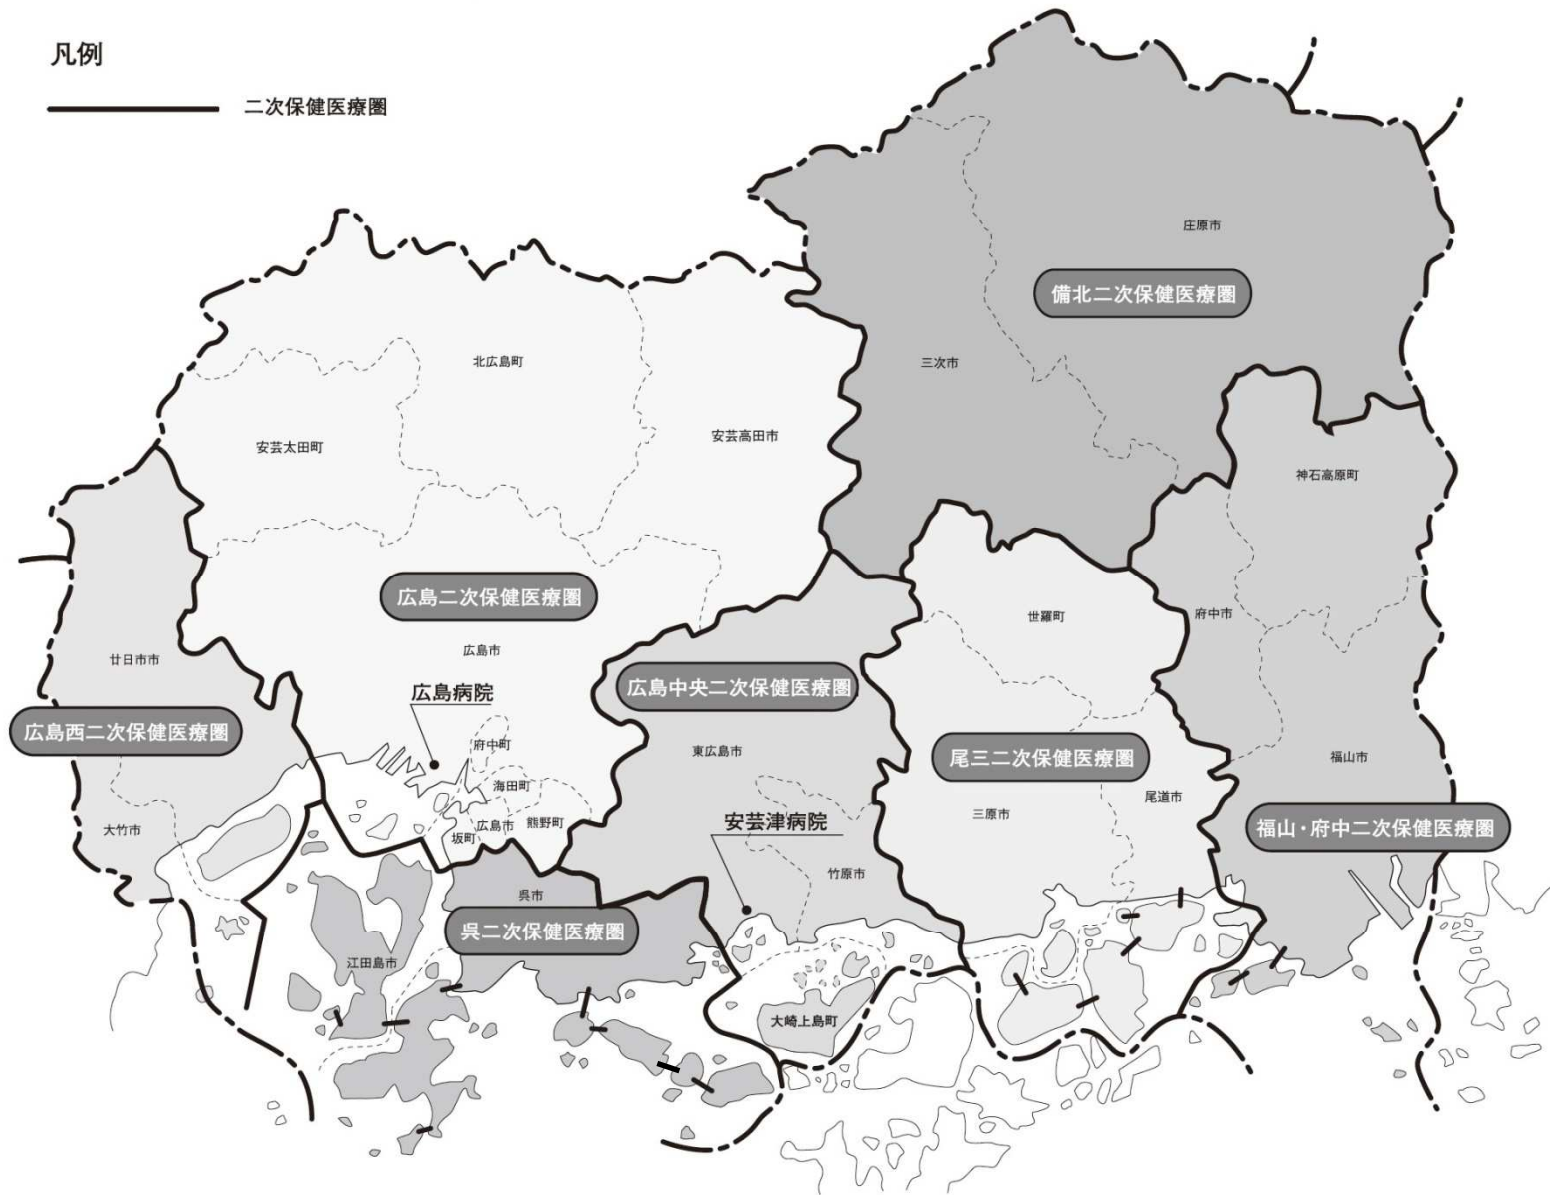 凡例
二次保健医療圏
庄原市
備北二次保健医療圏
三次市
北広島町
安芸太田町
安芸高田市
神石高原町
広島二次保健医療圏
府中市
世羅町
広島市
廿日市市
広島病院
広島中央二次保健医療圏
広島西二次保健医療圏
府中町
東広島市
尾三二次保健医療圏
福山市
海田町
尾道市
三原市
大竹市
坂町
広島市
熊野町
安芸津病院
福山・府中二次保健医療圏
竹原市
呉市
呉二次保健医療圏
江田島市
大崎上島町